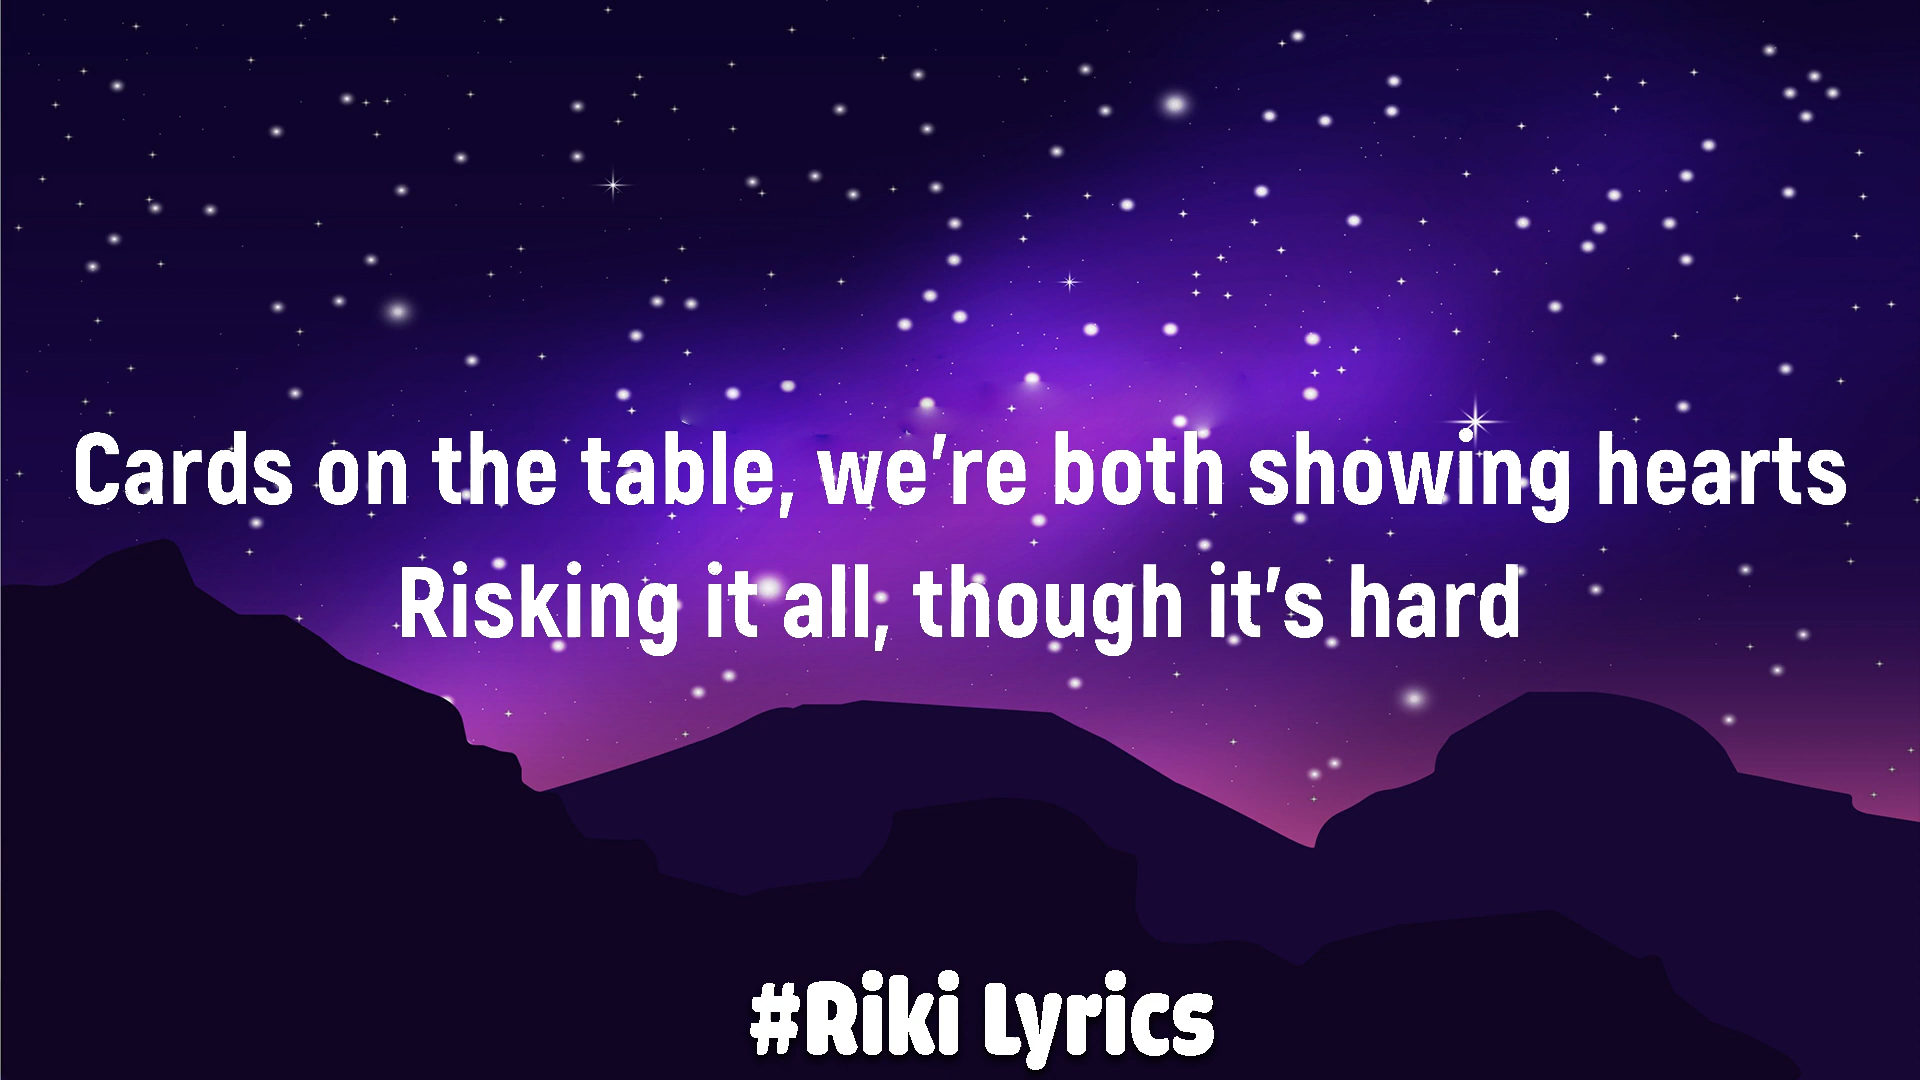 Cards on the table, we're both showing hearts
Risking it all, though it's hard
#Riki Lyrics